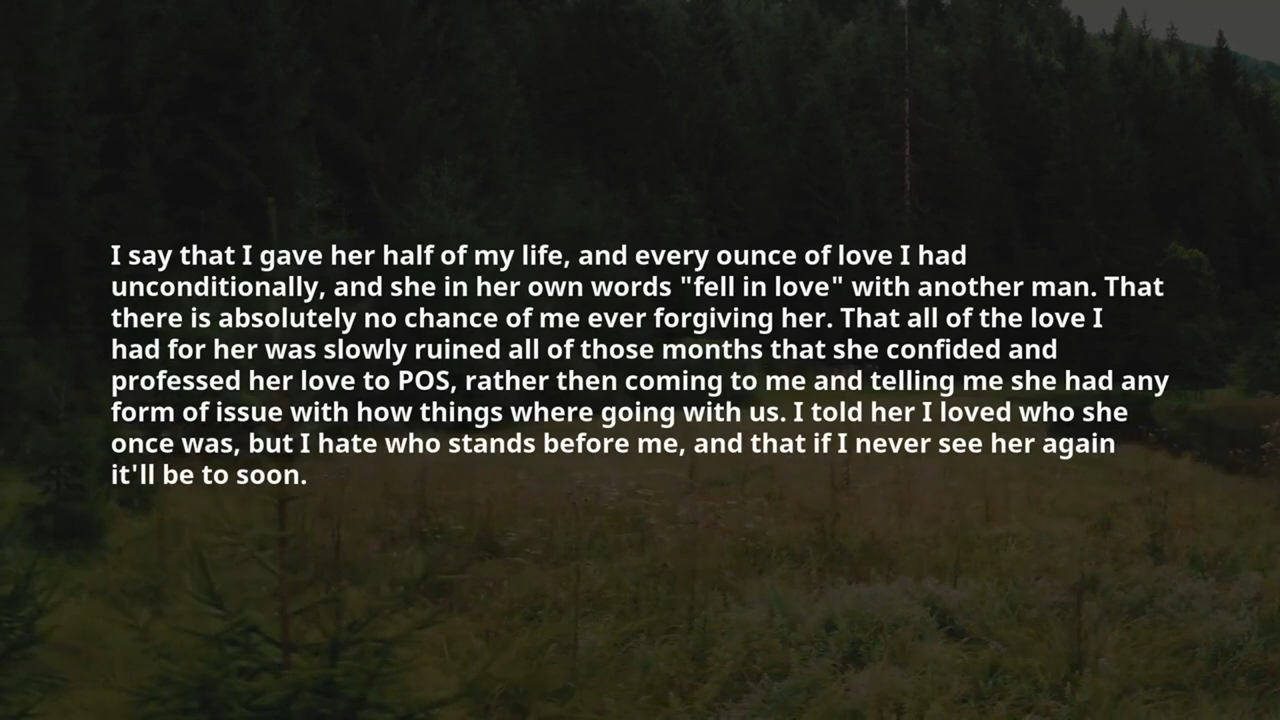 I say that I gave her half of my life, and every ounce of love I had
unconditionally, and she in her own words "fell in love" with another man. That
there is absolutely no chance of me ever forgiving her. That all of the love I
had for her was slowly ruined all of those months that she confided and
professed her love to POS, rather then coming to me and telling me she had any
form of issue with how things where going with us. I told her I loved who she
once was, but I hate who stands before me, and that if I never see her again
it'll be to soon.